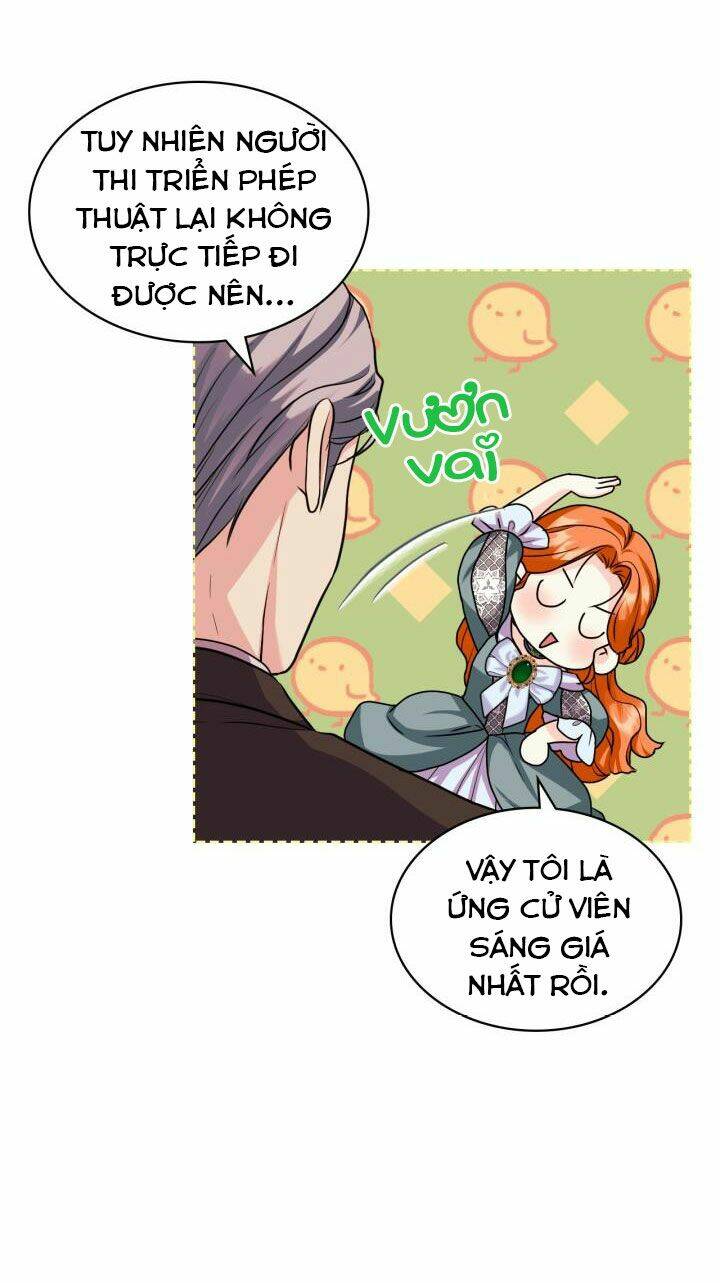 TUY NHIÊN NGƯỜI
THI TRIỂN PHÉP
THUẬT LẠI KHÔNG
TRỰC TIẾP ĐI
ĐƯỢC NÊN...
VƯƠN
VAI
VẬY TÔI LÀ
ỨNG CỬ VIÊN
SÁNG GIÁ
NHẤT RỒI.